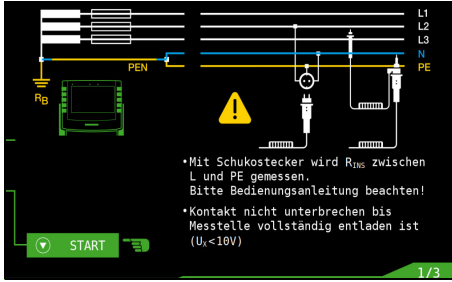 L1
L2
L3
N
PEN
PE
RB
•Mit Schukostecker wird RINS zwischen
L und PE gemessen.
Bitte Bedienungsanleitung beachten!
•Kontakt nicht unterbrechen bis
Messtelle vollständig entladen ist
(UX<10V)
START
1/3